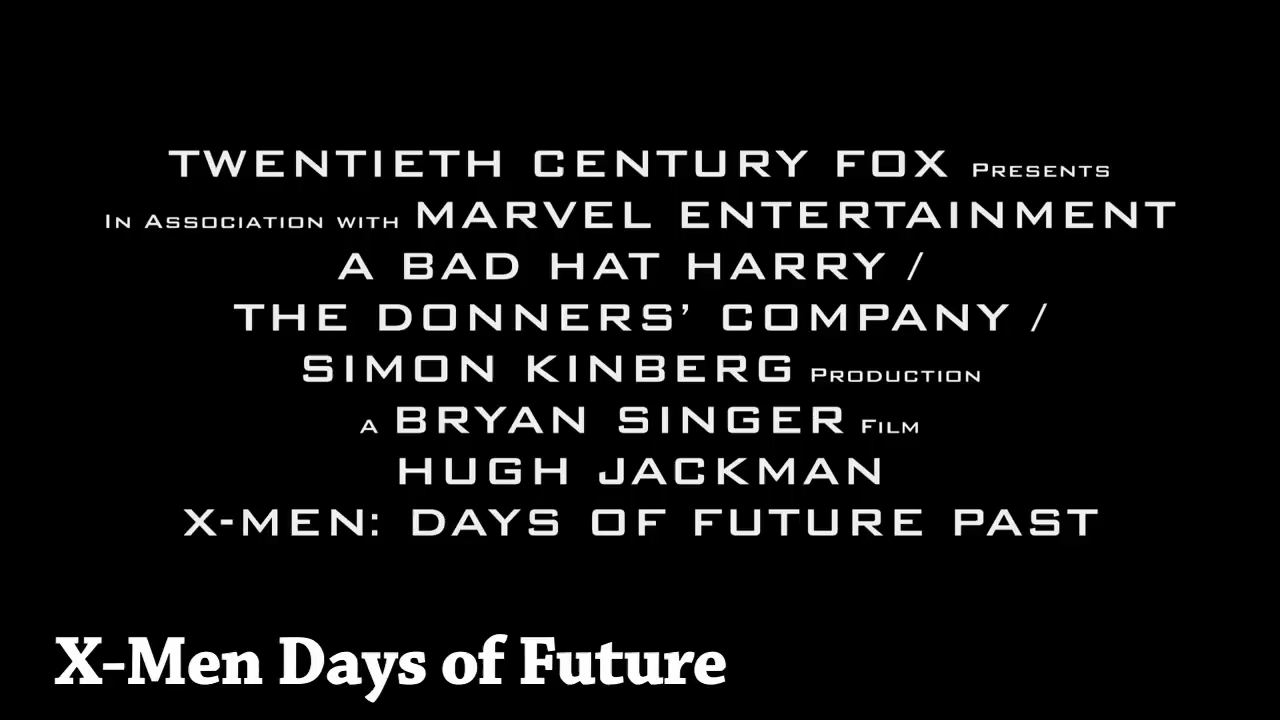 TWENTIETH CENTURY FOX PRESENTS
IN ASSOCIATION WITH MARVEL ENTERTAINMENT
A BAD HAT HARRY /
THE DONNERS’ COMPANY /
SIMON KINBERG PRODUCTION
A BRYAN SINGER FILM
HUGH JACKMAN
X-MEN: DAYS OF FUTURE PAST
X-Men Days of Future